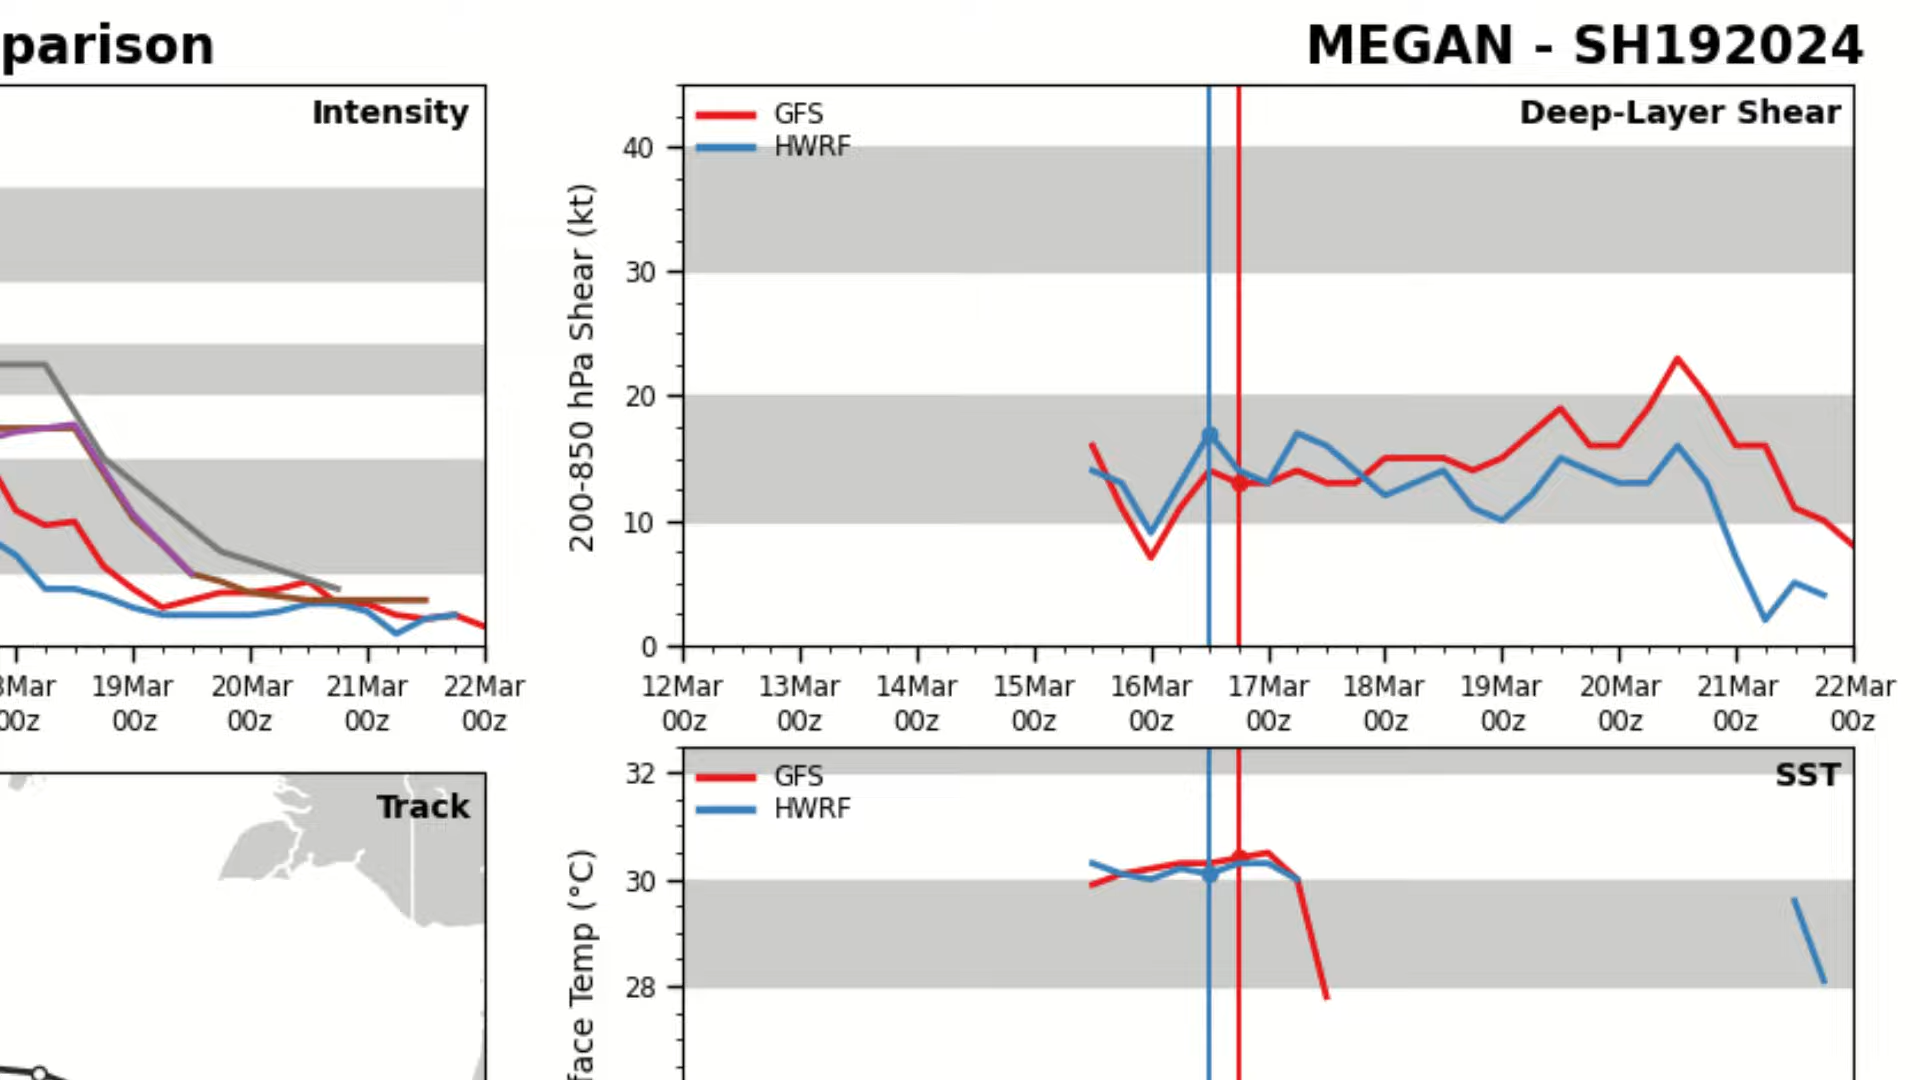 parison
MEGAN - SH192024
Intensity
19Mar 20Mar 21Mar 22Mar
00z 00z 00z 00z 00z
Track
GFS
HWRF
Deep-Layer Shear
200-850 hPa Shear (kt)
40
30
20
10
0
12Mar 13Mar 14Mar 15Mar 16Mar 17Mar 18Mar 19Mar 20Mar 21Mar 22Mar
00z 00z 00z 00z 00z 00z 00z 00z 00z 00z 00z
GFS
HWRF
SST
face Temp (°C)
32
30
28